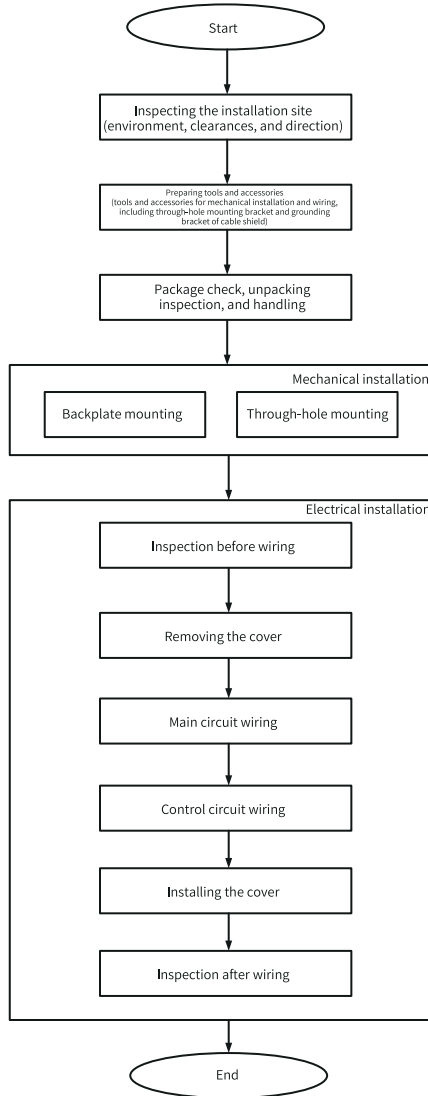 Start
Inspecting the installation site
(environment, clearances, and direction)
Preparing tools and accessories
(tools and accessories for mechanical installation and wiring,
including through-hole mounting bracket and grounding
bracket of cable shield)
Package check, unpacking
inspection, and handling
Mechanical installation
Backplate mounting
Through-hole mounting
Electrical installation
Inspection before wiring
Removing the cover
Main circuit wiring
Control circuit wiring
Installing the cover
Inspection after wiring
End